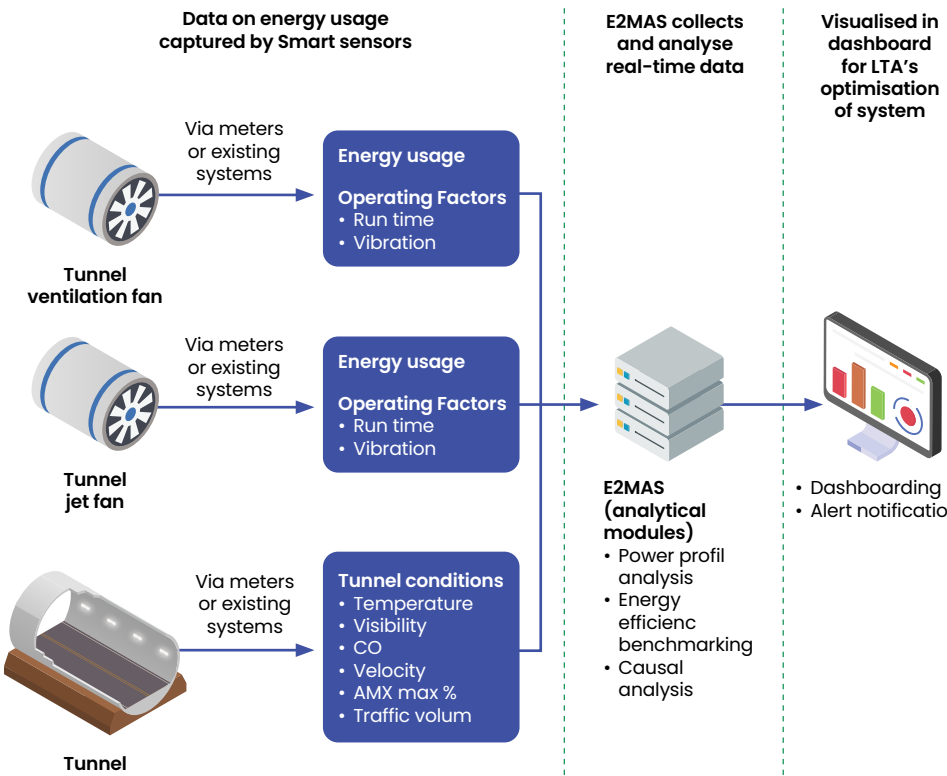 Data on energy usage
captured by Smart sensors
E2MAS collects
and analyse
real-time data
Visualised in
dashboard
for LTA's
optimisation
of system
Via meters
or existing
systems
Energy usage
Operating Factors
• Run time
• Vibration
Tunnel
ventilation fan
Via meters
or existing
systems
Energy usage
Operating Factors
• Run time
• Vibration
Tunnel
jet fan
Via meters
or existing
systems
Tunnel conditions
• Temperature
• Visibility
• CO
• Velocity
• AMX max %
• Traffic volum
Tunnel
E2MAS
(analytical
modules)
• Power profil
analysis
• Energy
efficienc
benchmarking
• Causal
analysis
• Dashboarding
• Alert notificatio